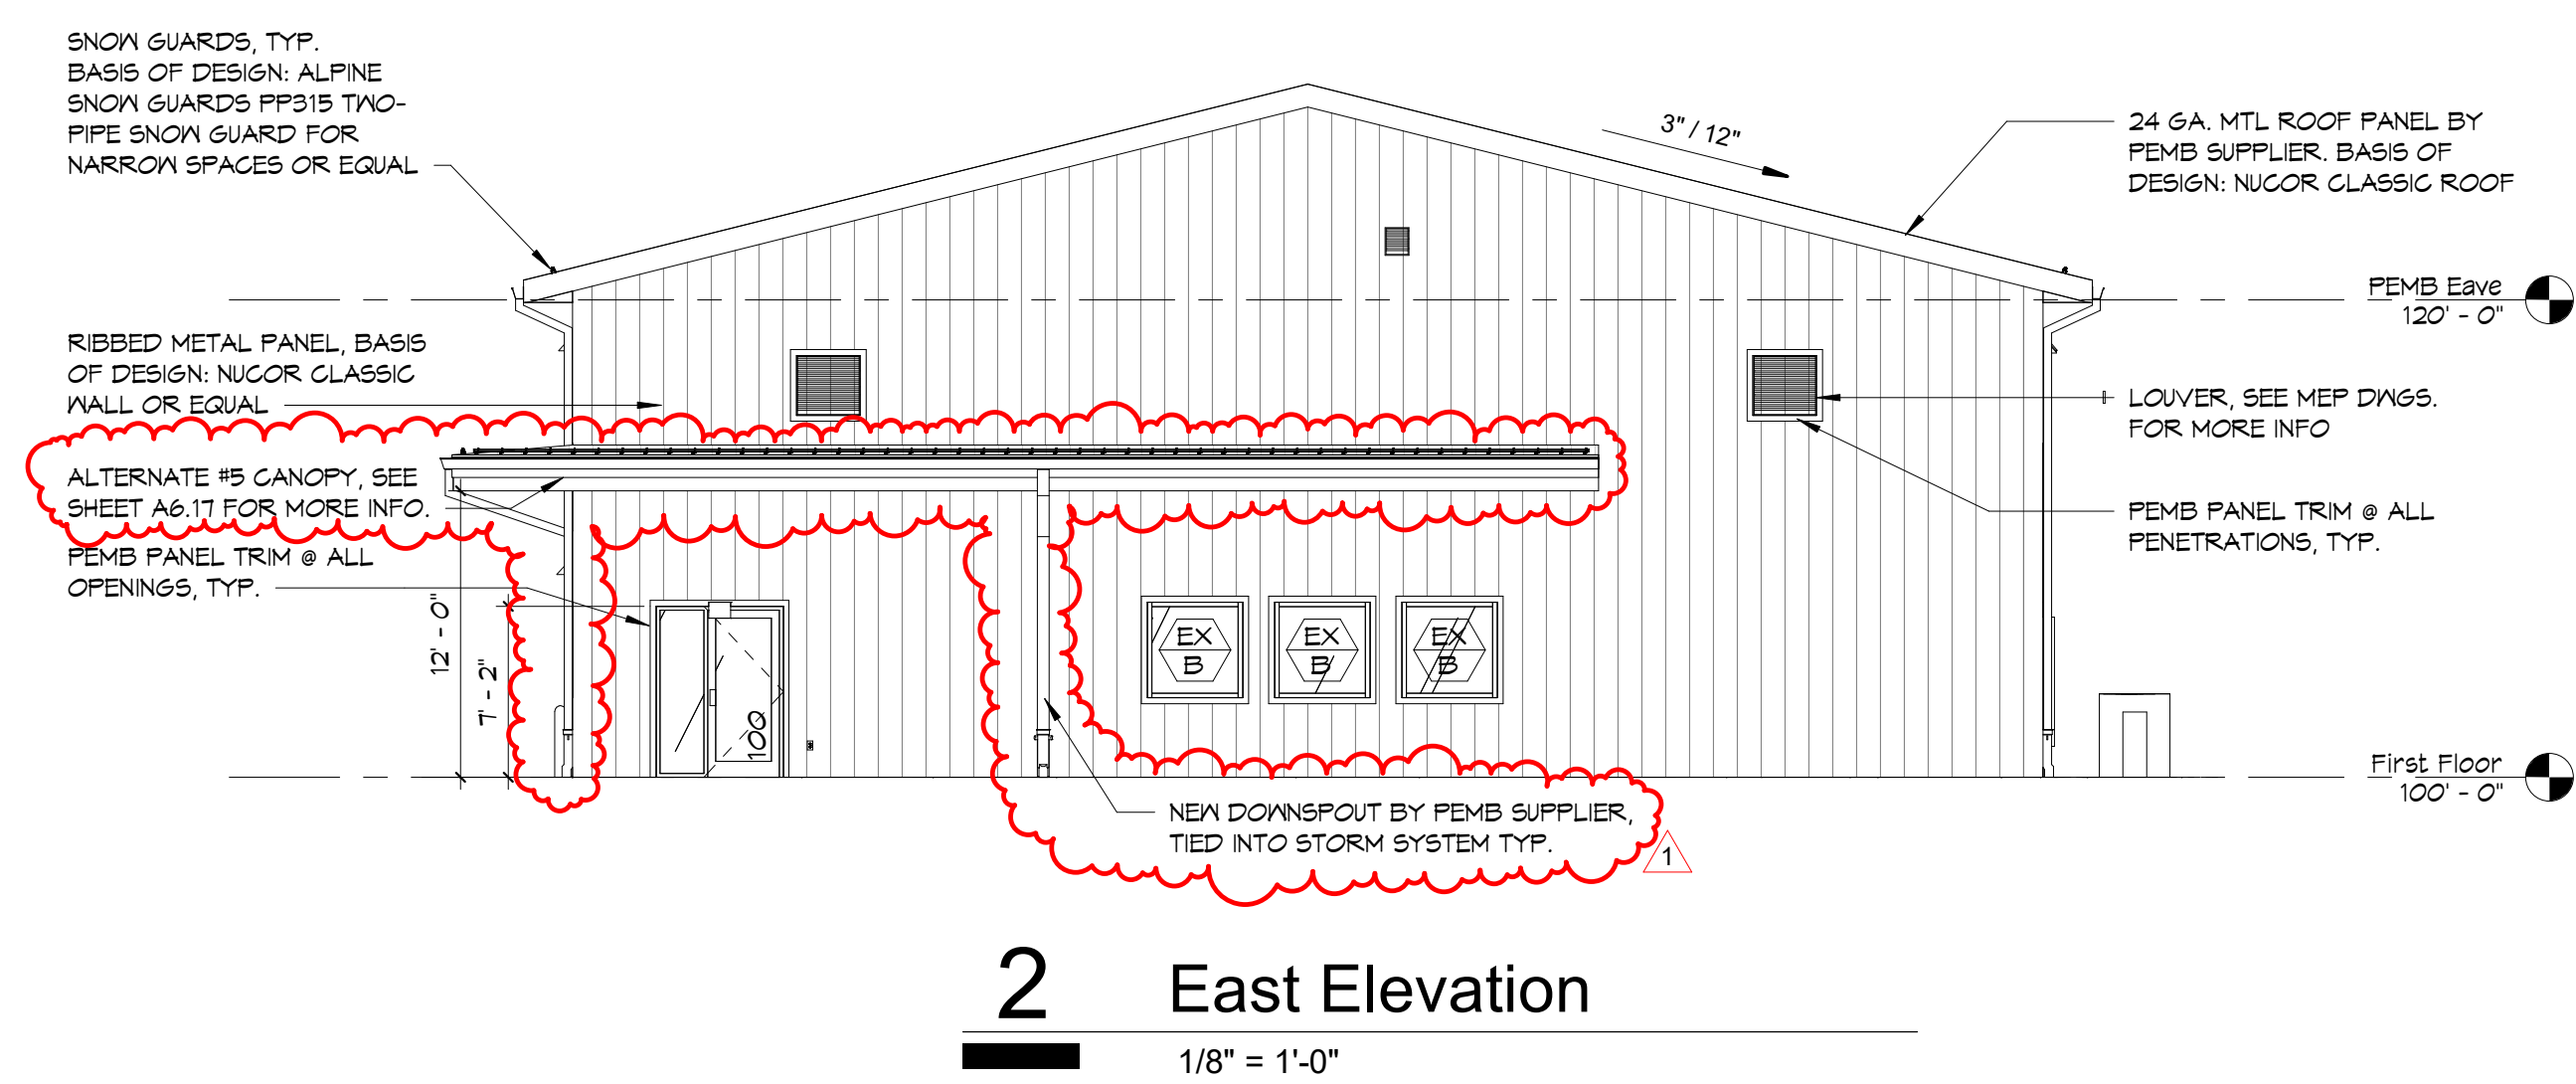 SNOW GUARDS, TYP.
BASIS OF DESIGN: ALPINE
SNOW GUARDS PP315 TWO-
PIPE SNOW GUARD FOR
NARROW SPACES OR EQUAL
3" / 12"
24 GA. MTL ROOF PANEL BY
PEMB SUPPLIER. BASIS OF
DESIGN: NUCOR CLASSIC ROOF
PEMB Eave
120' - 0"
RIBBED METAL PANEL, BASIS
OF DESIGN: NUCOR CLASSIC
WALL OR EQUAL
LOUVER, SEE MEP DWGS.
FOR MORE INFO
ALTERNATE #5 CANOPY, SEE
SHEET A6.17 FOR MORE INFO.
PEMB PANEL TRIM @ ALL
PENETRATIONS, TYP.
PEMB PANEL TRIM @ ALL
OPENINGS, TYP.
12' - 0"
7' - 2"
100
EX
B
EX
B
EX
B
First Floor
100' - 0"
NEW DOWNSPOUT BY PEMB SUPPLIER,
TIED INTO STORM SYSTEM TYP.
1
2
East Elevation
1/8" = 1'-0"